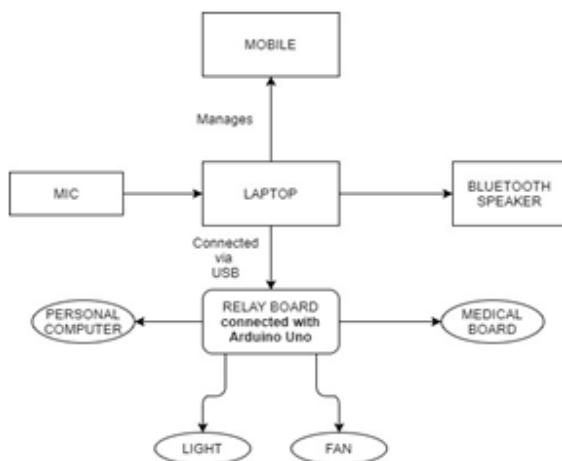 MOBILE
Manages
MIC
LAPTOP
BLUETOOTH
SPEAKER
Connected
via
USB
PERSONAL
COMPUTER
RELAY BOARD
connected with
Arduino Uno
MEDICAL
BOARD
LIGHT
FAN